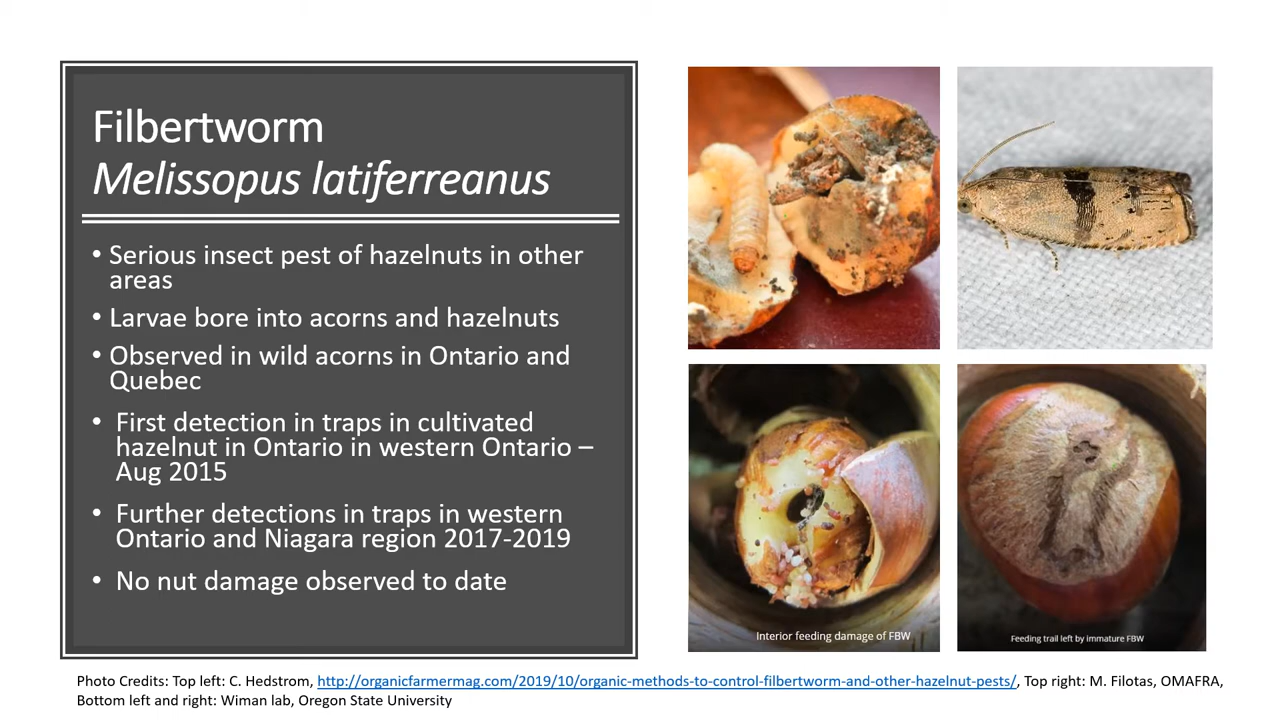 Filbertworm
Melissopus latiferreanus
• Serious insect pest of hazelnuts in other
areas
• Larvae bore into acorns and hazelnuts
• Observed in wild acorns in Ontario and
Quebec
• First detection in traps in cultivated
hazelnut in Ontario in western Ontario –
Aug 2015
• Further detections in traps in western
Ontario and Niagara region 2017-2019
• No nut damage observed to date
Interior feeding damage of FBW
Feeding trail left by immature FBW
Photo Credits: Top left: C. Hedstrom, http://organicfarmermag.com/2019/10/organic-methods-to-control-filbertworm-and-other-hazelnut-pests/, Top right: M. Filotas, OMAFRA,
Bottom left and right: Wiman lab, Oregon State University